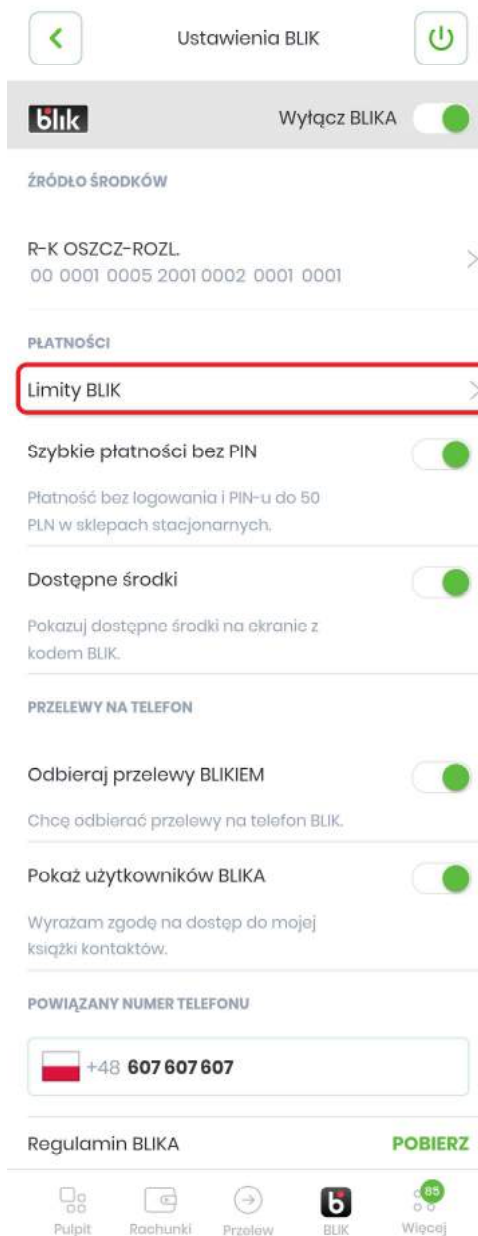 Ustawienia BLIK
blik Wyłącz BLIKA
ŹRÓDŁO ŚRODKÓW
R-K OSZCZ-ROZL.
00 0001 0005 2001 0002 0001 0001
PŁATNOŚCI
Limity BLIK
Szybkie płatności bez PIN
Płatność bez logowania i PIN-u do 50
PLN w sklepach stacjonarnych.
Dostępne środki
Pokazuj dostępne środki na ekranie z
kodem BLIK.
PRZELEWY NA TELEFON
Odbieraj przelewy BLIKIEM
Chcę odbierać przelewy na telefon BLIK.
Pokaż użytkowników BLIKA
Wyrażam zgodę na dostęp do mojej
książki kontaktów.
POWIĄZANY NUMER TELEFONU
+48 607 607 607
Regulamin BLIKA POBIERZ
85
Pulpit Rachunki Przelew BLIK Więcej